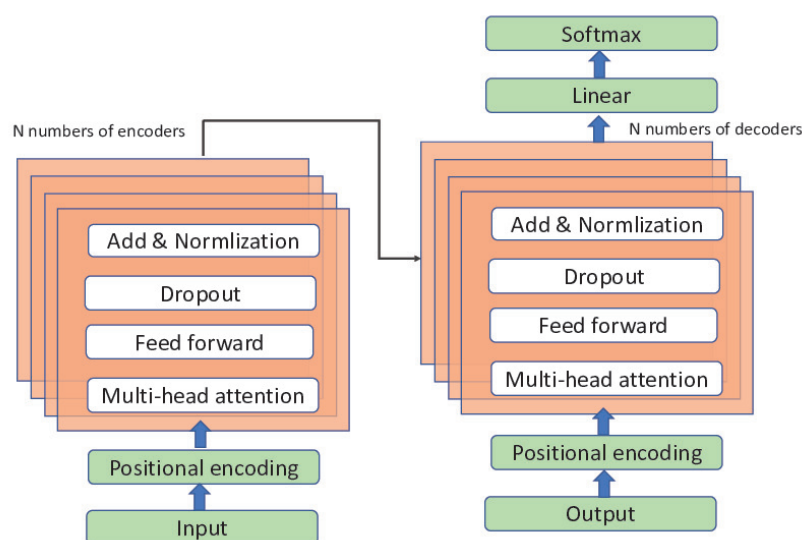 N numbers of encoders
Add & Normlization
Dropout
Feed forward
Multi-head attention
Positional encoding
Input
Softmax
Linear
N numbers of decoders
Add & Normlization
Dropout
Feed forward
Multi-head attention
Positional encoding
Output